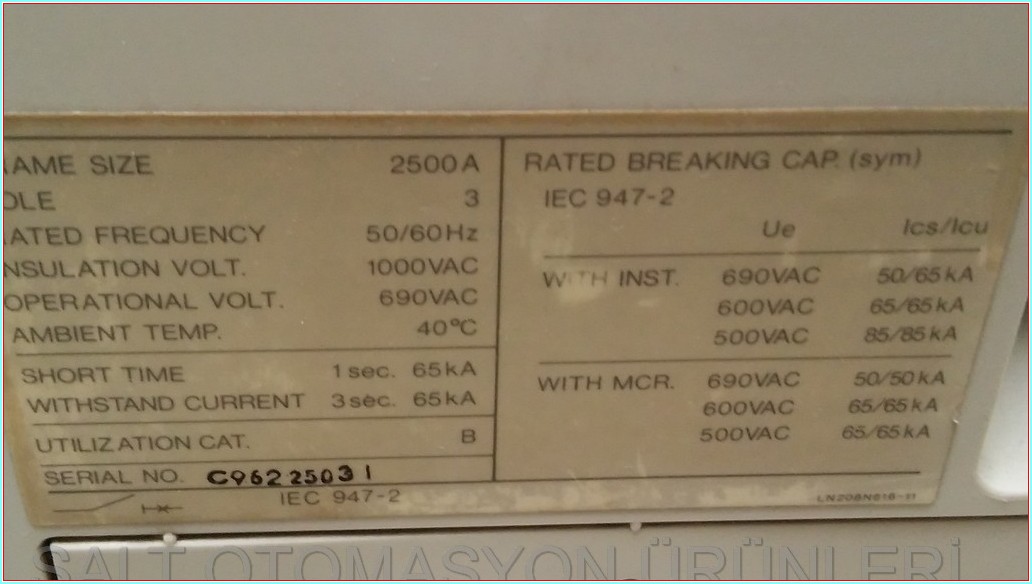 AME SIZE 2500A
OLE 3
ATED FREQUENCY 50/60Hz
NSULATION VOLT. 1000VAC
OPERATIONAL VOLT. 690VAC
AMBIENT TEMP. 40°C
SHORT TIME 1sec. 65kA
WITHSTAND CURRENT 3sec. 65kA
UTILIZATION CAT. B
SERIAL NO. C96225031
IEC 947-2
RATED BREAKING CAP. (sym)
IEC 947-2
Ue Ics/Icu
WITH INST. 690VAC 50/65kA
600VAC 65/65kA
500VAC 85/85kA
WITH MCR. 690VAC 50/50kA
600VAC 65/65kA
500VAC 65/65kA
ŞALT OTOMASYON ÜRÜNLERİ